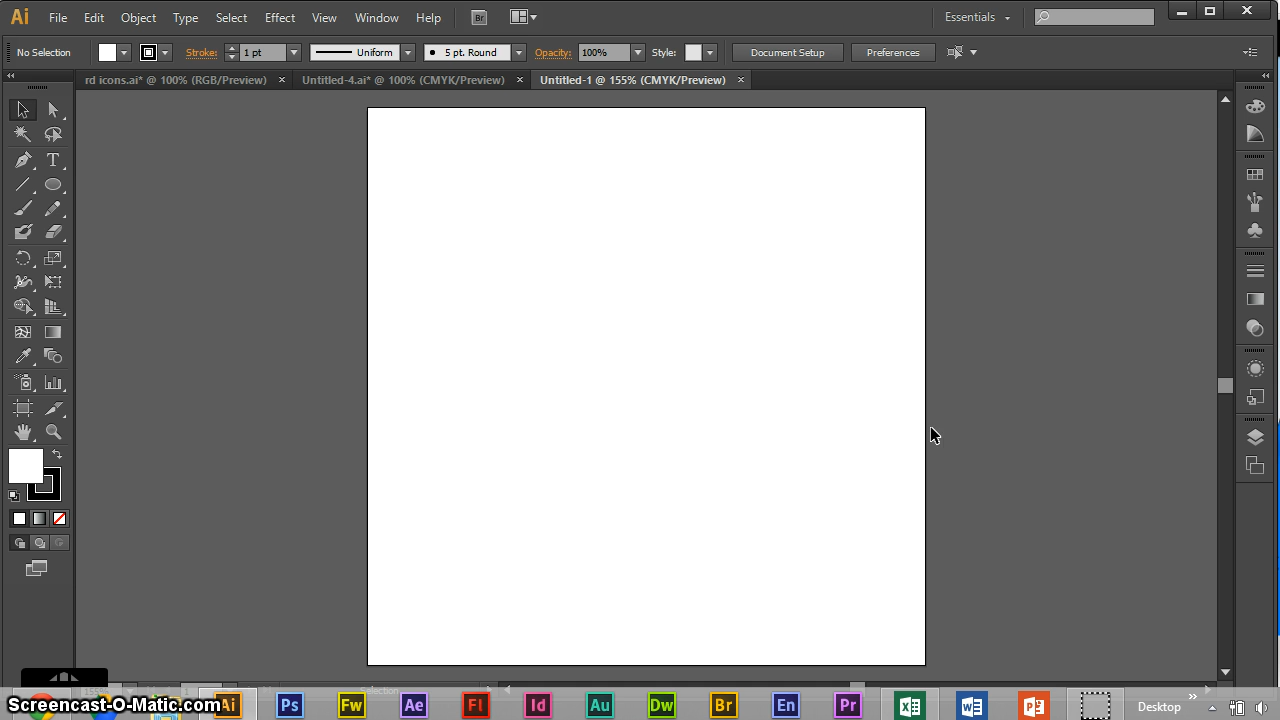 Ai File Edit Object Type Select Effect View Window Help Br Essentials
No Selection Stroke: 1 pt Uniform 5 pt. Round Opacity: 100% Style: Document Setup Preferences
rd icons.ai* @ 100% (RGB/Preview) × Untitled-4.ai* @ 100% (CMYK/Preview) × Untitled-1 @ 155% (CMYK/Preview) ×
T
Selection
Screencast-O-Matic.com Ai Ps Fw Ae Fl Id Au Dw Br En Pr X W P Desktop